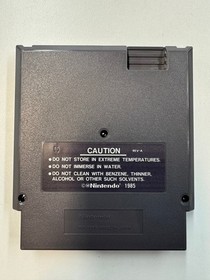 CAUTION
REV-A
●DO NOT STORE IN EXTREME TEMPERATURES.
●DO NOT IMMERSE IN WATER.
●DO NOT CLEAN WITH BENZENE, THINNER,
ALCOHOL OR OTHER SUCH SOLVENTS.
©Nintendo 1985